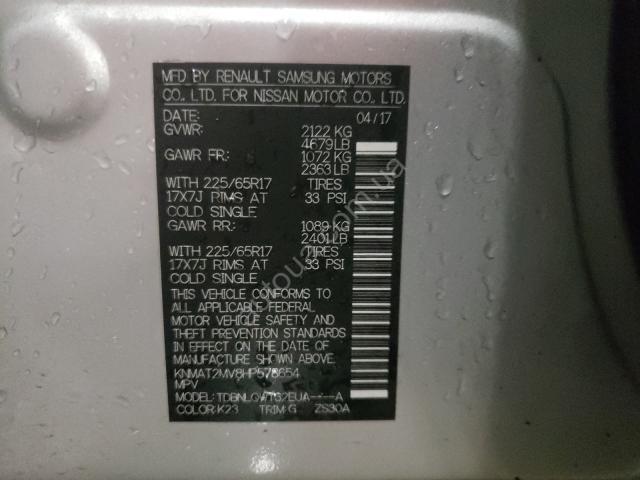 MFD BY RENAULT SAMSUNG MOTORS
CO., LTD. FOR NISSAN MOTOR CO., LTD.
DATE: 04/17
GVWR: 2122 KG
4679 LB
GAWR FR: 1072 KG
2363 LB
WITH 225/65R17 TIRES
17X7J RIMS AT 33 PSI
COLD SINGLE
GAWR RR: 1089 KG
2401 LB
WITH 225/65R17 TIRES
17X7J RIMS AT 33 PSI
COLD SINGLE
THIS VEHICLE CONFORMS TO
ALL APPLICABLE FEDERAL
MOTOR VEHICLE SAFETY AND
THEFT PREVENTION STANDARDS
IN EFFECT ON THE DATE OF
MANUFACTURE SHOWN ABOVE.
KNMAT2MV8HP578654
MPV
MODEL:
COLOR:K23 TRIM:G ZS30A